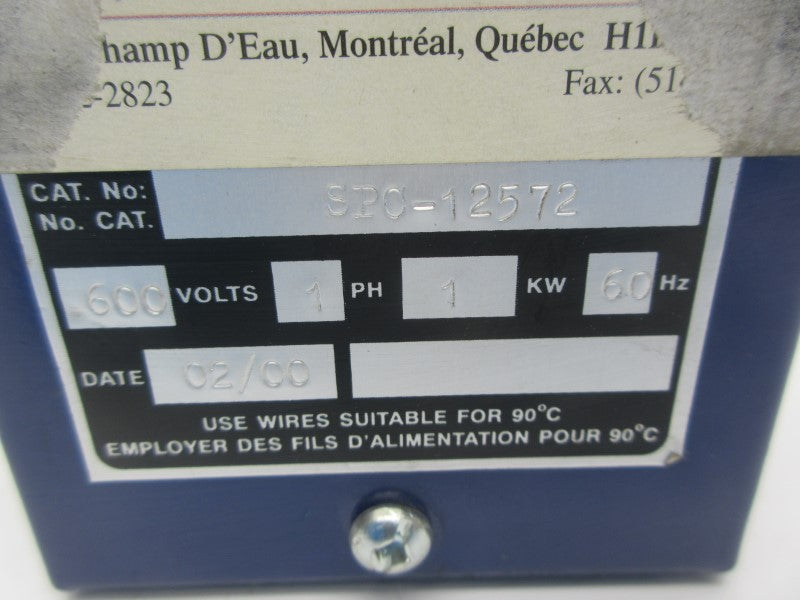 champ D'Eau, Montréal, Québec H1
-2823 Fax: (51
CAT. No: SPC-12572
No. CAT.
600 VOLTS 1 PH 1 KW 60 Hz
DATE 02/00
USE WIRES SUITABLE FOR 90°C
EMPLOYER DES FILS D'ALIMENTATION POUR 90°C